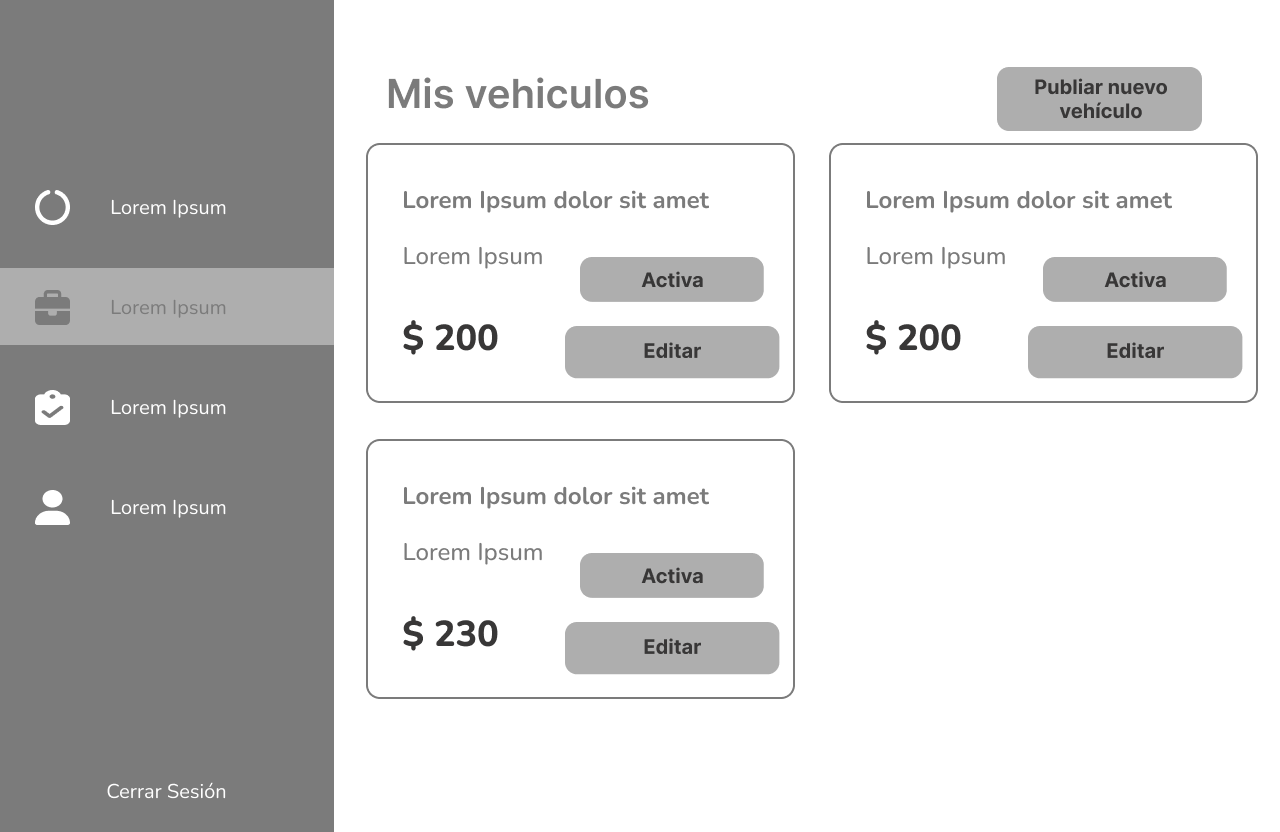 Lorem Ipsum
Lorem Ipsum
Lorem Ipsum
Lorem Ipsum
Cerrar Sesión
Mis vehiculos
Publiar nuevo
vehículo
Lorem Ipsum dolor sit amet
Lorem Ipsum
Activa
$ 200
Editar
Lorem Ipsum dolor sit amet
Lorem Ipsum
Activa
$ 200
Editar
Lorem Ipsum dolor sit amet
Lorem Ipsum
Activa
$ 230
Editar